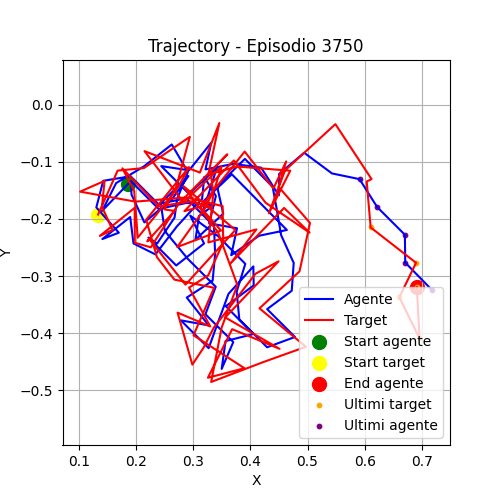 Trajectory - Episodio 3750
0.0
−0.1
−0.2
−0.3
−0.4
−0.5
Y
0.1 0.2 0.3 0.4 0.5 0.6 0.7
X
Agente
Target
Start agente
Start target
End agente
Ultimi target
Ultimi agente